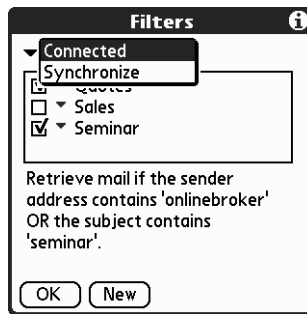 Filters
Connected
Synchronize
Quotes
Sales
Seminar
Retrieve mail if the sender
address contains 'onlinebroker'
OR the subject contains
'seminar'.
OK New